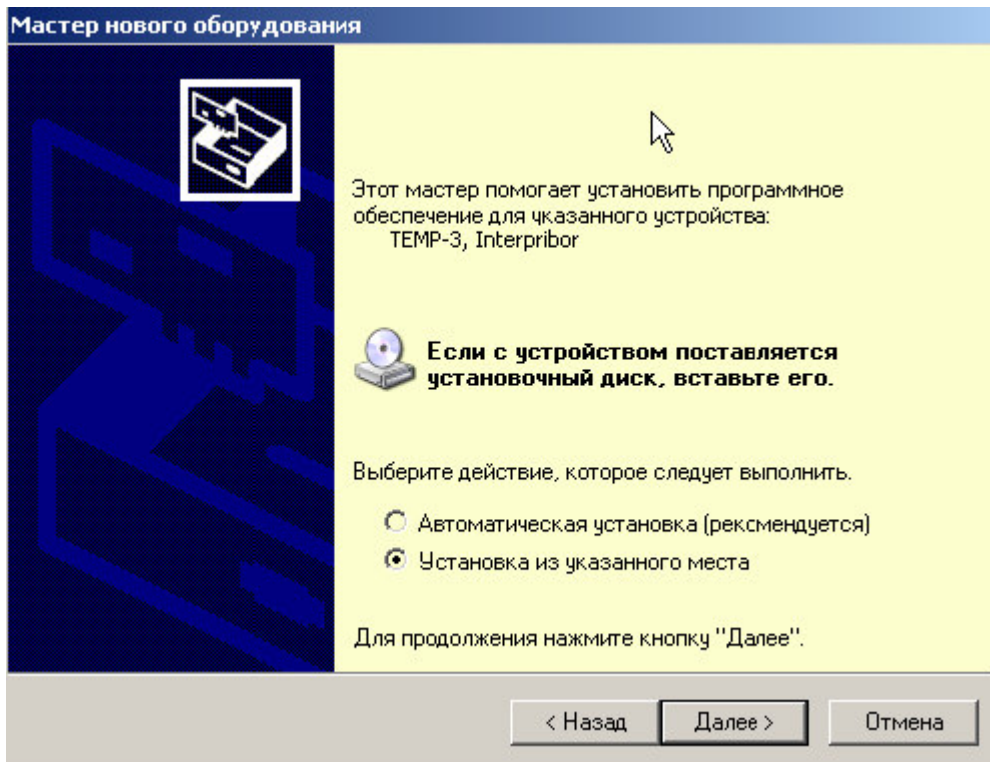 Мастер нового оборудования
Этот мастер помогает установить программное
обеспечение для указанного устройства:
TEMP-3, Interpribor
Если с устройством поставляется
установочный диск, вставьте его.
Выберите действие, которое следует выполнить.
Автоматическая установка (рекомендуется)
Установка из указанного места
Для продолжения нажмите кнопку "Далее".
< Назад
Далее >
Отмена